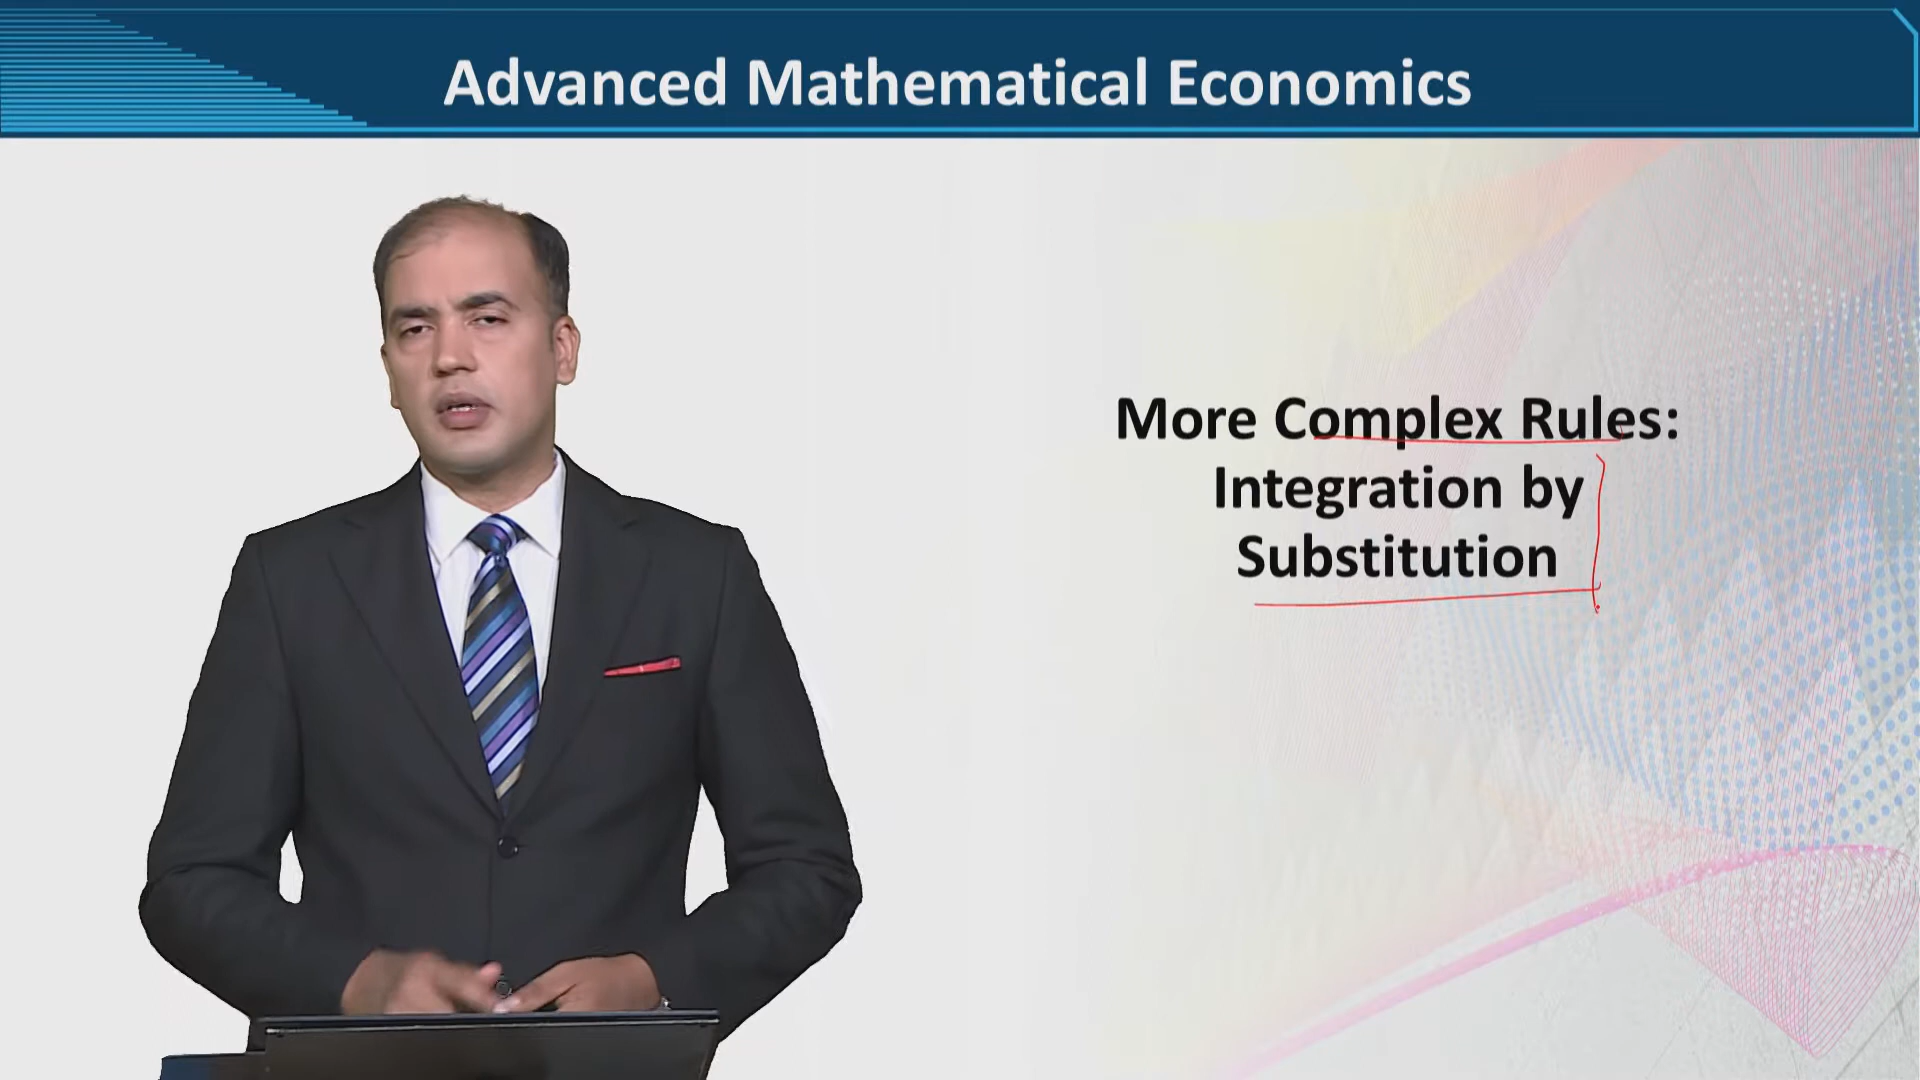 Advanced Mathematical Economics
More Complex Rules:
Integration by
Substitution